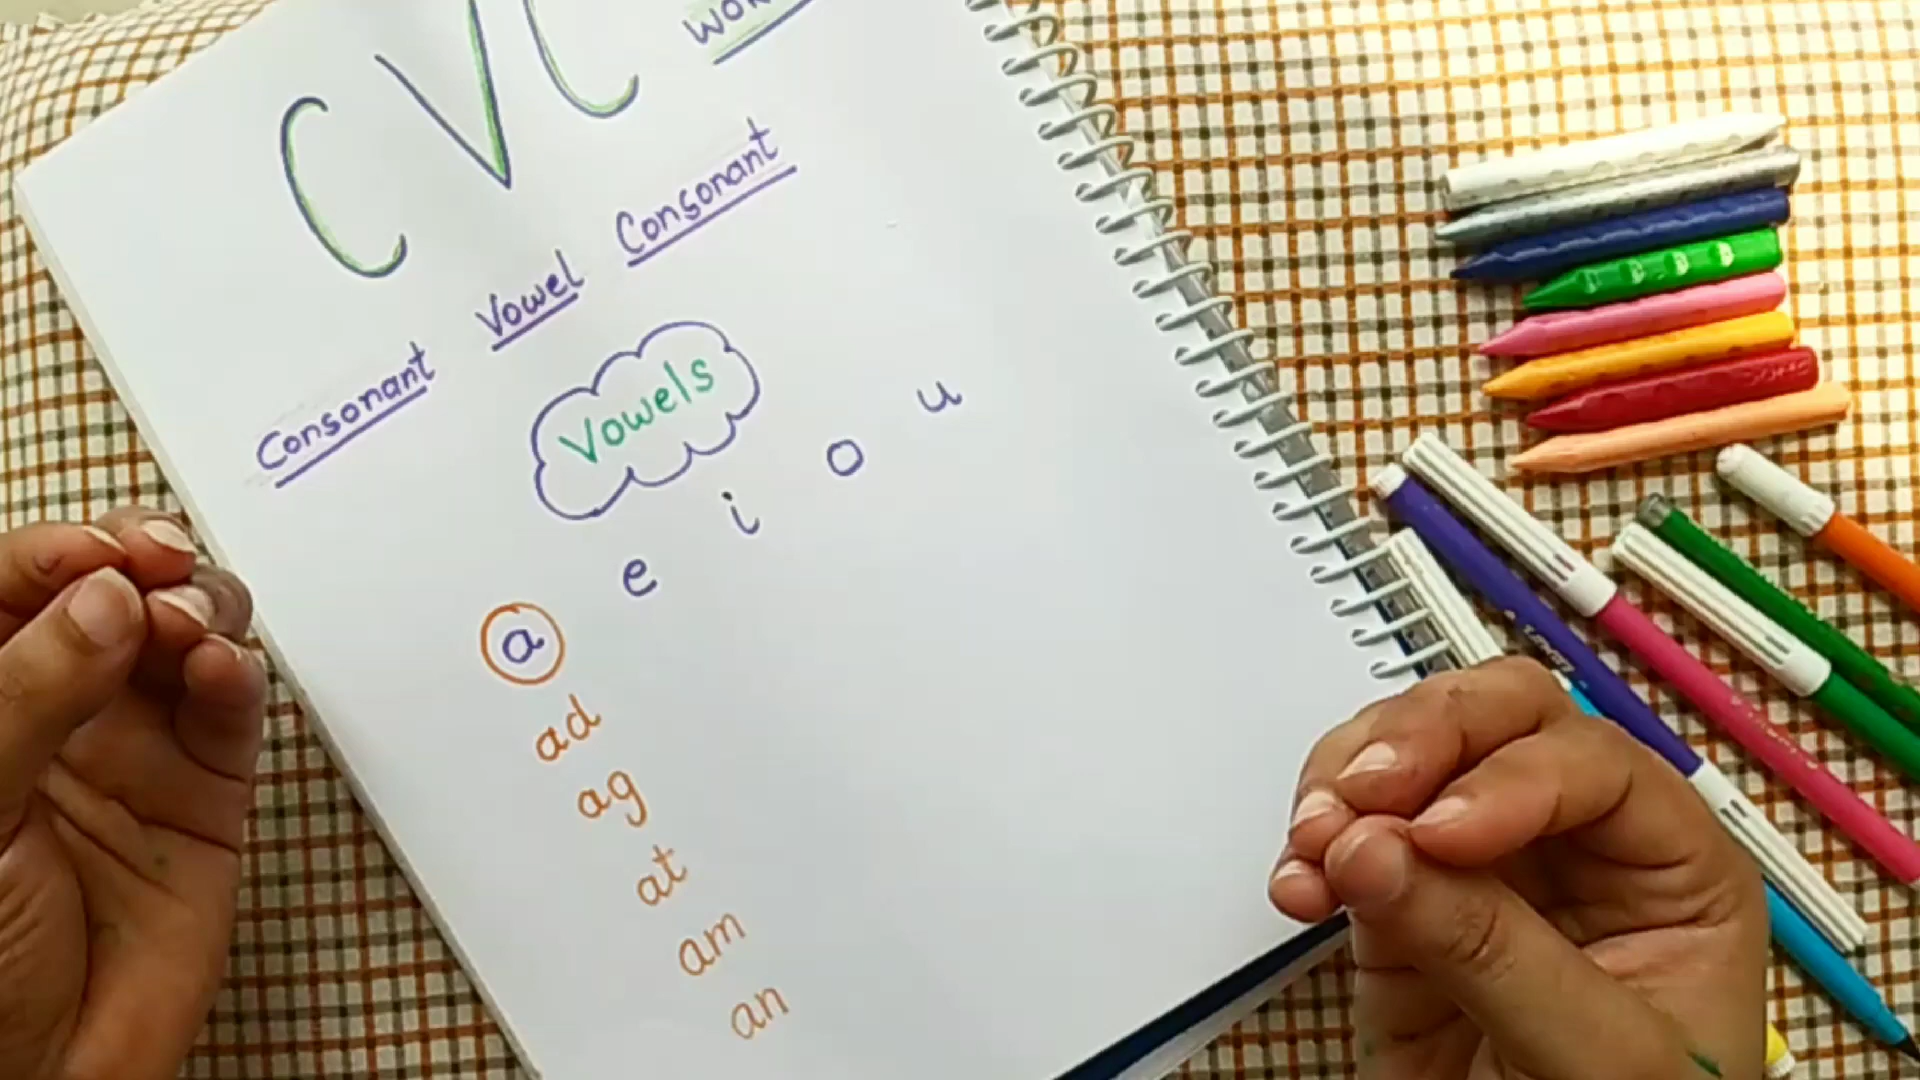 CVC
Consonant Vowel Consonant
Vowels
a e i o u
ad
ag
at
am
an